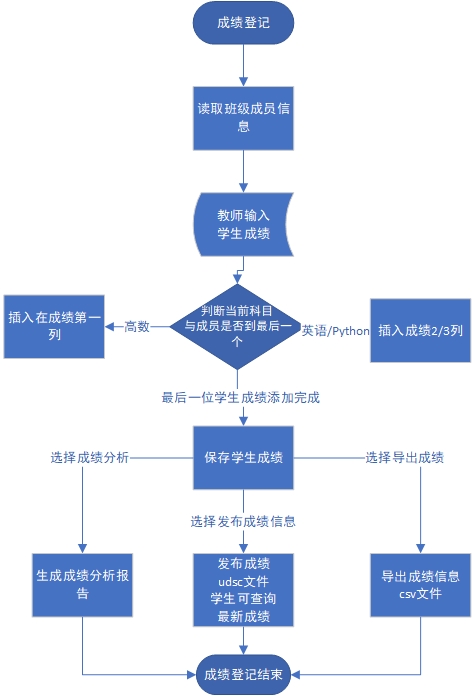 成绩登记
读取班级成员信
息
教师输入
学生成绩
判断当前科目
与成员是否到最后一
个
插入在成绩第一
列
高数
英语/Python
插入成绩2/3列
最后一位学生成绩添加完成
保存学生成绩
选择成绩分析
选择导出成绩
选择发布成绩信息
生成成绩分析报
告
发布成绩
udsc文件
学生可查询
最新成绩
导出成绩信息
csv文件
成绩登记结束